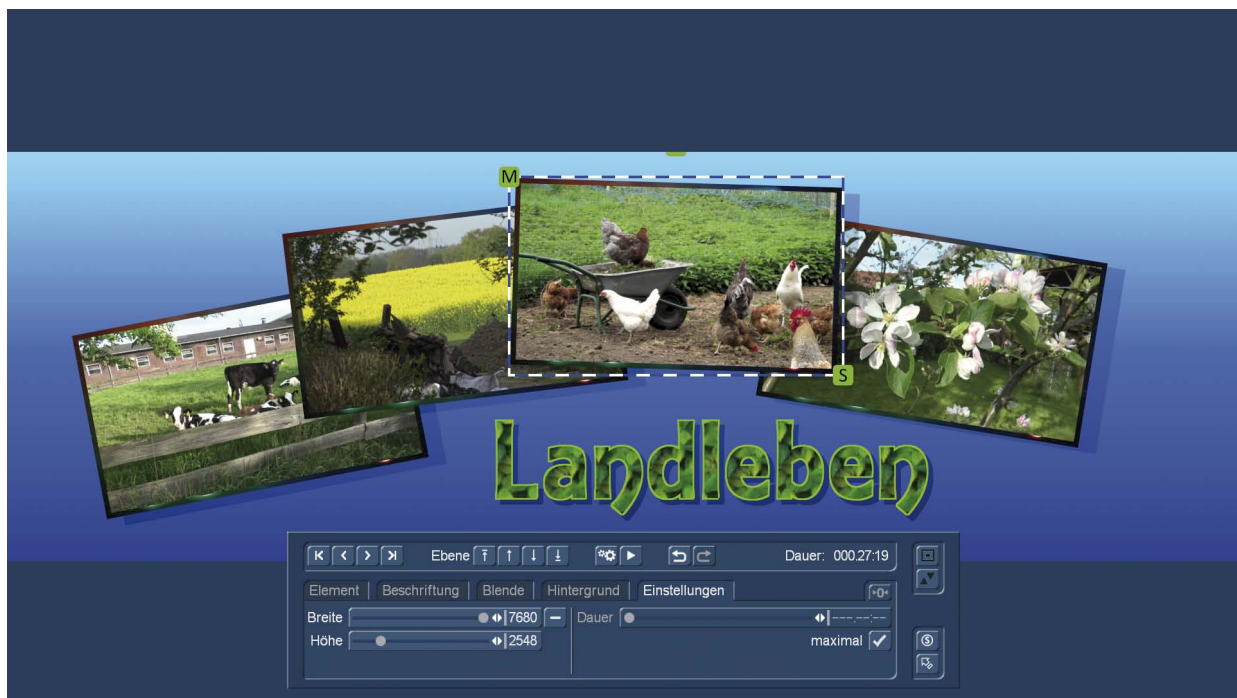 M
S
Landleben
Ebene
Dauer: 000.27:19
Element Beschriftung Blende Hintergrund Einstellungen
Breite 7680 Dauer ---.--:--
Höhe 2548 maximal